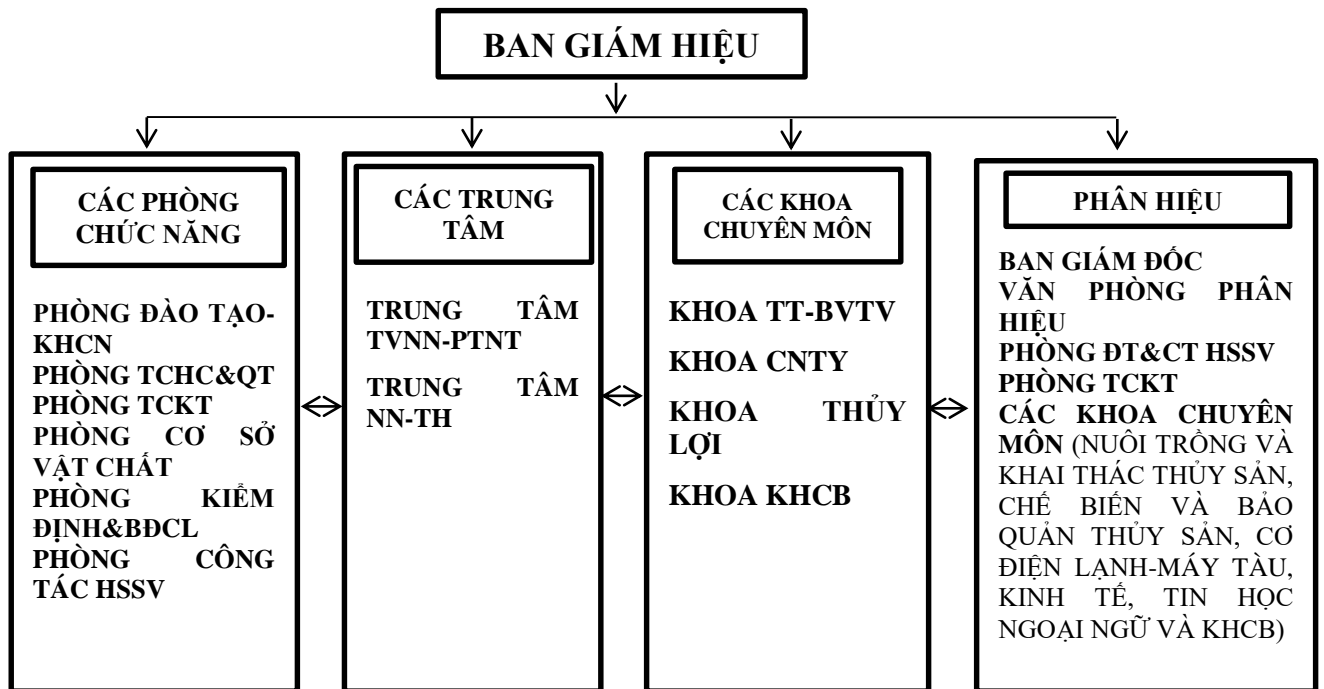 BAN GIÁM HIỆU
CÁC PHÒNG
CHỨC NĂNG
PHÒNG ĐÀO TẠO-
KHCN
PHÒNG TCHC&QT
PHÒNG TCKT
PHÒNG CƠ SỞ
VẬT CHẤT
PHÒNG KIỂM
ĐỊNH&BĐCL
PHÒNG CÔNG
TÁC HSSV
CÁC TRUNG
TÂM
TRUNG TÂM
TVNN-PTNT
TRUNG TÂM
NN-TH
CÁC KHOA
CHUYÊN MÔN
KHOA TT-BVTV
KHOA CNTY
KHOA THỦY
LỢI
KHOA KHCB
PHÂN HIỆU
BAN GIÁM ĐỐC
VĂN PHÒNG PHÂN
HIỆU
PHÒNG ĐT&CT HSSV
PHÒNG TCKT
CÁC KHOA CHUYÊN
MÔN (NUÔI TRỒNG VÀ
KHAI THÁC THỦY SẢN,
CHẾ BIẾN VÀ BẢO
QUẢN THỦY SẢN, CƠ
ĐIỆN LẠNH-MÁY TÀU,
KINH TẾ, TIN HỌC
NGOẠI NGỮ VÀ KHCB)